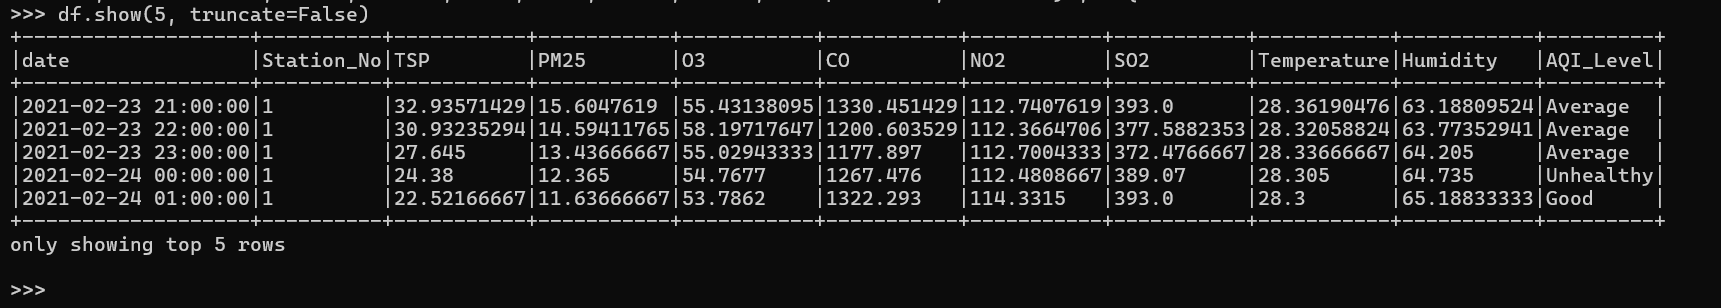 >>> df.show(5, truncate=False)
+-------------------+----------+-----------+-----------+-----------+-----------+-----------+-----------+-----------+-----------+---------+
|date               |Station_No|TSP        |PM25       |O3         |CO         |NO2        |SO2        |Temperature|Humidity   |AQI_Level|
+-------------------+----------+-----------+-----------+-----------+-----------+-----------+-----------+-----------+-----------+---------+
|2021-02-23 21:00:00|1         |32.93571429|15.6047619 |55.43138095|1330.451429|112.7407619|393.0      |28.36190476|63.18809524|Average  |
|2021-02-23 22:00:00|1         |30.93235294|14.59411765|58.19717647|1200.603529|112.3664706|377.5882353|28.32058824|63.77352941|Average  |
|2021-02-23 23:00:00|1         |27.645     |13.43666667|55.02943333|1177.897   |112.7004333|372.4766667|28.33666667|64.205     |Average  |
|2021-02-24 00:00:00|1         |24.38      |12.365     |54.7677    |1267.476   |112.4808667|389.07     |28.305     |64.735     |Unhealthy|
|2021-02-24 01:00:00|1         |22.52166667|11.63666667|53.7862    |1322.293   |114.3315   |393.0      |28.3       |65.18833333|Good     |
+-------------------+----------+-----------+-----------+-----------+-----------+-----------+-----------+-----------+-----------+---------+
only showing top 5 rows
>>>